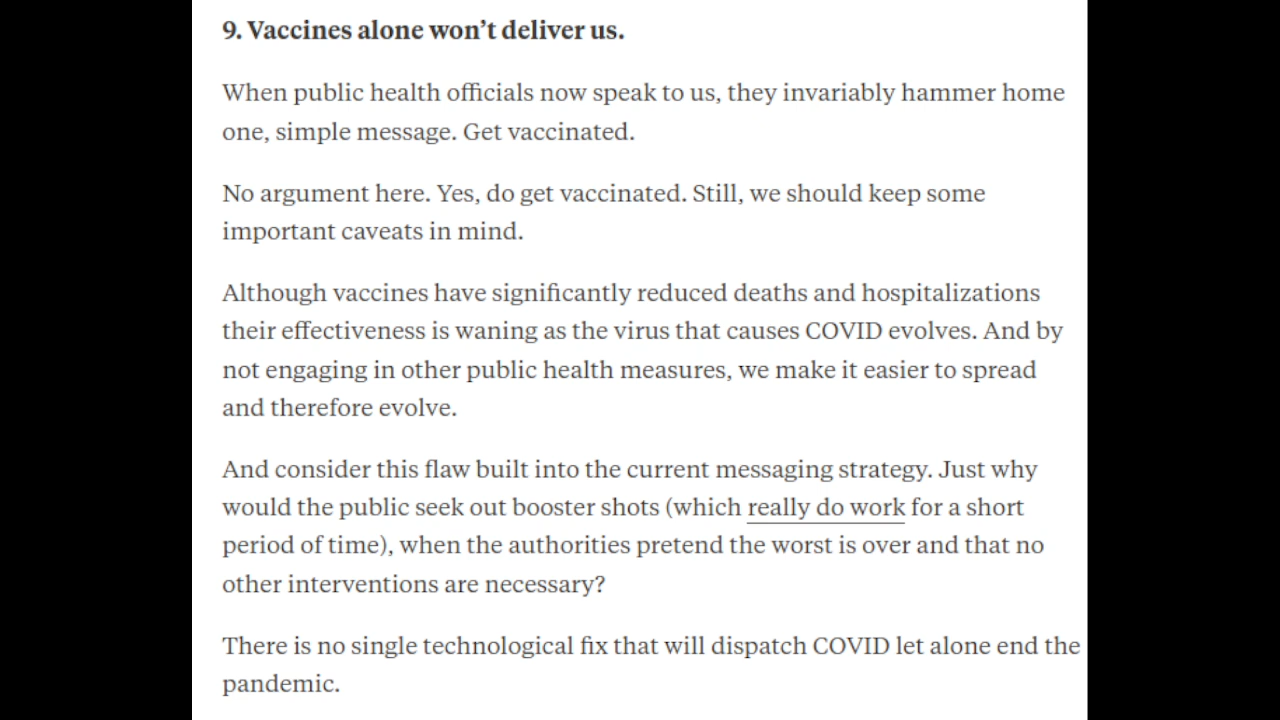 9. Vaccines alone won’t deliver us.
When public health officials now speak to us, they invariably hammer home
one, simple message. Get vaccinated.
No argument here. Yes, do get vaccinated. Still, we should keep some
important caveats in mind.
Although vaccines have significantly reduced deaths and hospitalizations
their effectiveness is waning as the virus that causes COVID evolves. And by
not engaging in other public health measures, we make it easier to spread
and therefore evolve.
And consider this flaw built into the current messaging strategy. Just why
would the public seek out booster shots (which really do work for a short
period of time), when the authorities pretend the worst is over and that no
other interventions are necessary?
There is no single technological fix that will dispatch COVID let alone end the
pandemic.